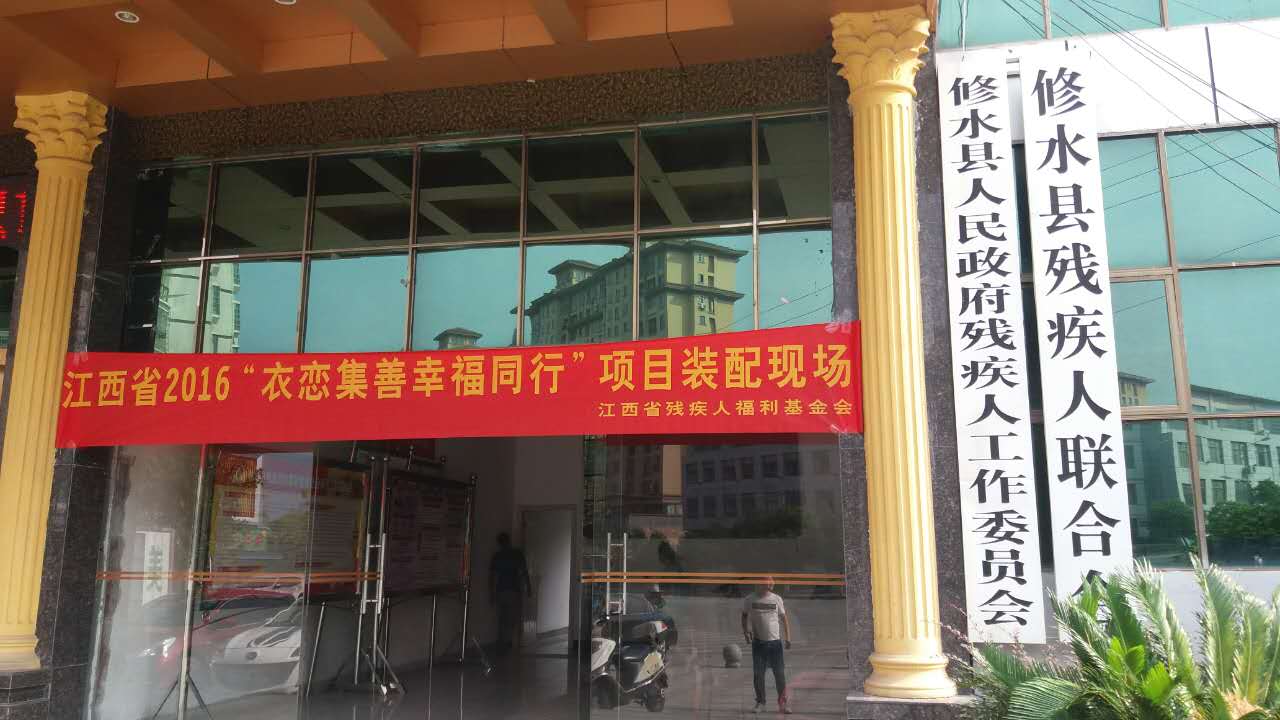 江西省2016“衣恋集善幸福同行”项目装配现场
江西省残疾人福利基金会
修水县人民政府残疾人工作委员会
修水县残疾人联合会